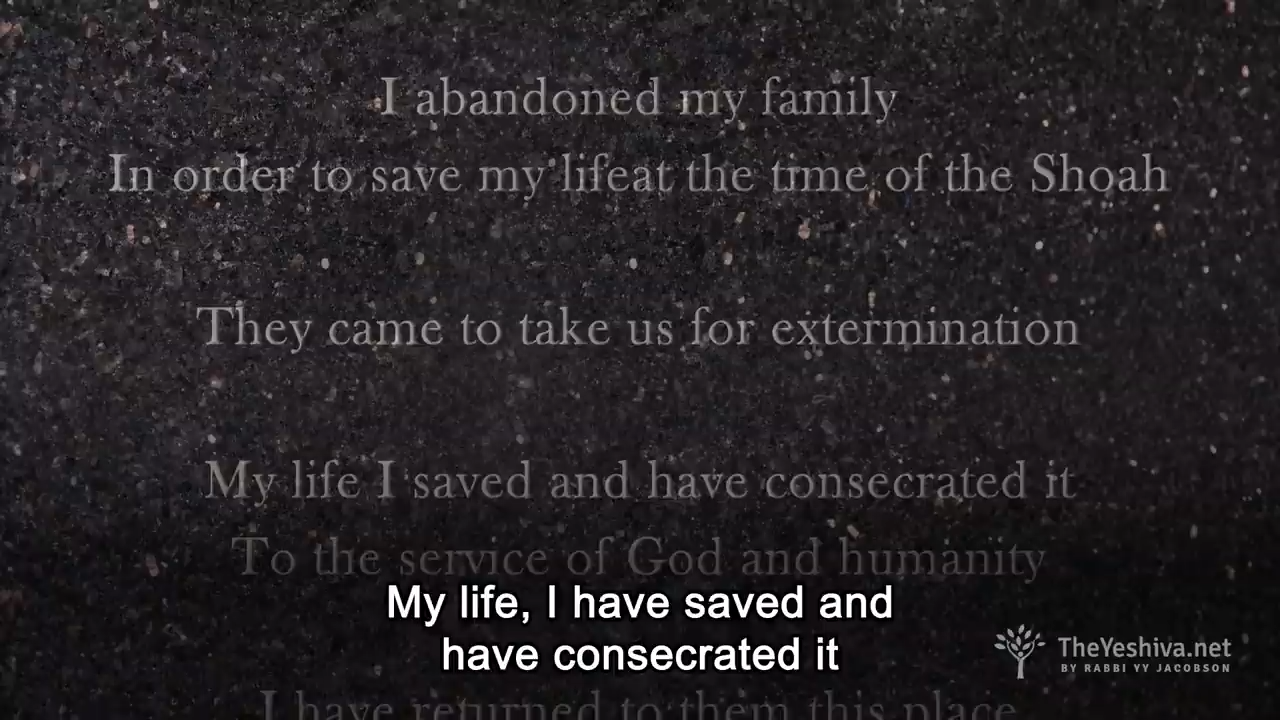 I abandoned my family
In order to save my lifeat the time of the Shoah
They came to take us for extermination
My life I saved and have consecrated it
To the service of God and humanity
My life, I have saved and
have consecrated it
TheYeshiva.net
BY RABBI YY JACOBSON
I have returned to them this place